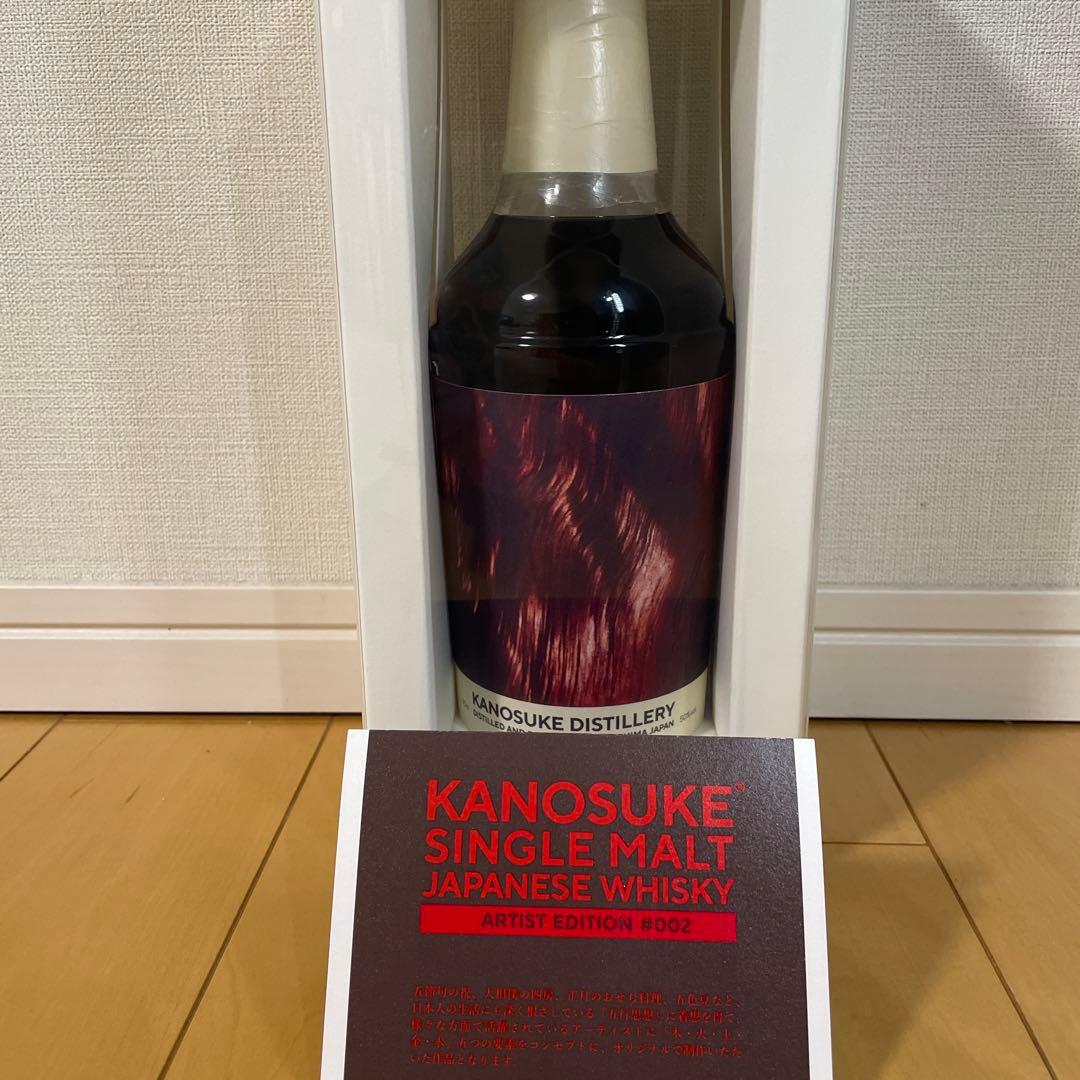 KANOSUKE DISTILLERY
DISTILLED AND JAPAN 50%
KANOSUKE®
SINGLE MALT
JAPANESE WHISKY
ARTIST EDITION #002
五節句の祝、大相撲の四房、正月のおせち料理、五色豆など、
日本人の生活にも深く根ざしている「五行思想」に着想を得て、
様々な方面で活躍されているアーティストに「木・火・土・
金・水」五つの要素をコンセプトに、オリジナルで制作いただ
いた作品となります。